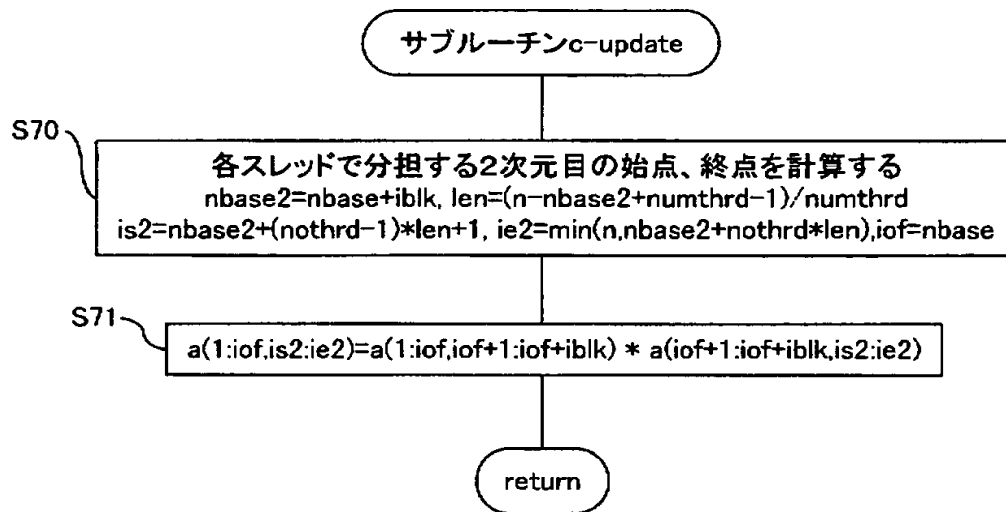 サブルーチンc-update
S70
各スレッドで分担する2次元目の始点、終点を計算する
nbase2=nbase+iblk, len=(n-nbase2+numthrd-1)/numthrd
is2=nbase2+(nothrd-1)*len+1, ie2=min(n,nbase2+nothrd*len),iof=nbase
S71
a(1:iof,is2:ie2)=a(1:iof,iof+1:iof+iblk) * a(iof+1:iof+iblk,is2:ie2)
return